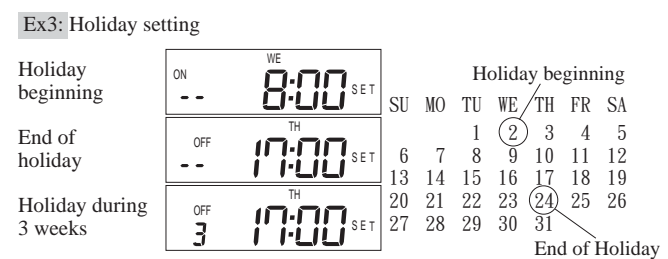 Ex3: Holiday setting
Holiday beginning
ON WE
-- 8:00 SET
End of holiday
OFF TH
-- 17:00 SET
Holiday during 3 weeks
OFF TH
3 17:00 SET
Holiday beginning
SU MO TU WE TH FR SA
1 2 3 4 5
6 7 8 9 10 11 12
13 14 15 16 17 18 19
20 21 22 23 24 25 26
27 28 29 30 31
End of Holiday